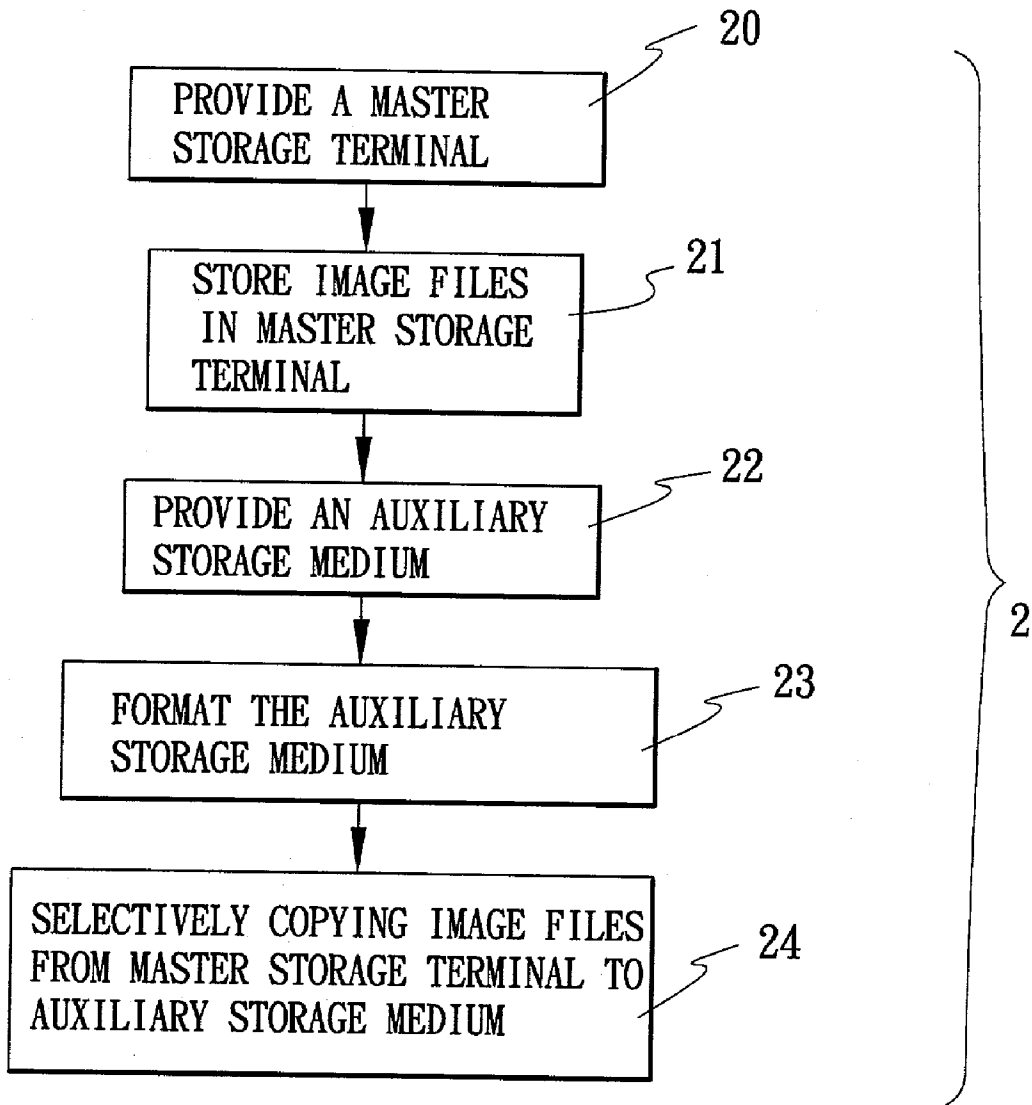 20
PROVIDE A MASTER
STORAGE TERMINAL
21
STORE IMAGE FILES
IN MASTER STORAGE
TERMINAL
22
PROVIDE AN AUXILIARY
STORAGE MEDIUM
2
23
FORMAT THE AUXILIARY
STORAGE MEDIUM
24
SELECTIVELY COPYING IMAGE FILES
FROM MASTER STORAGE TERMINAL TO
AUXILIARY STORAGE MEDIUM